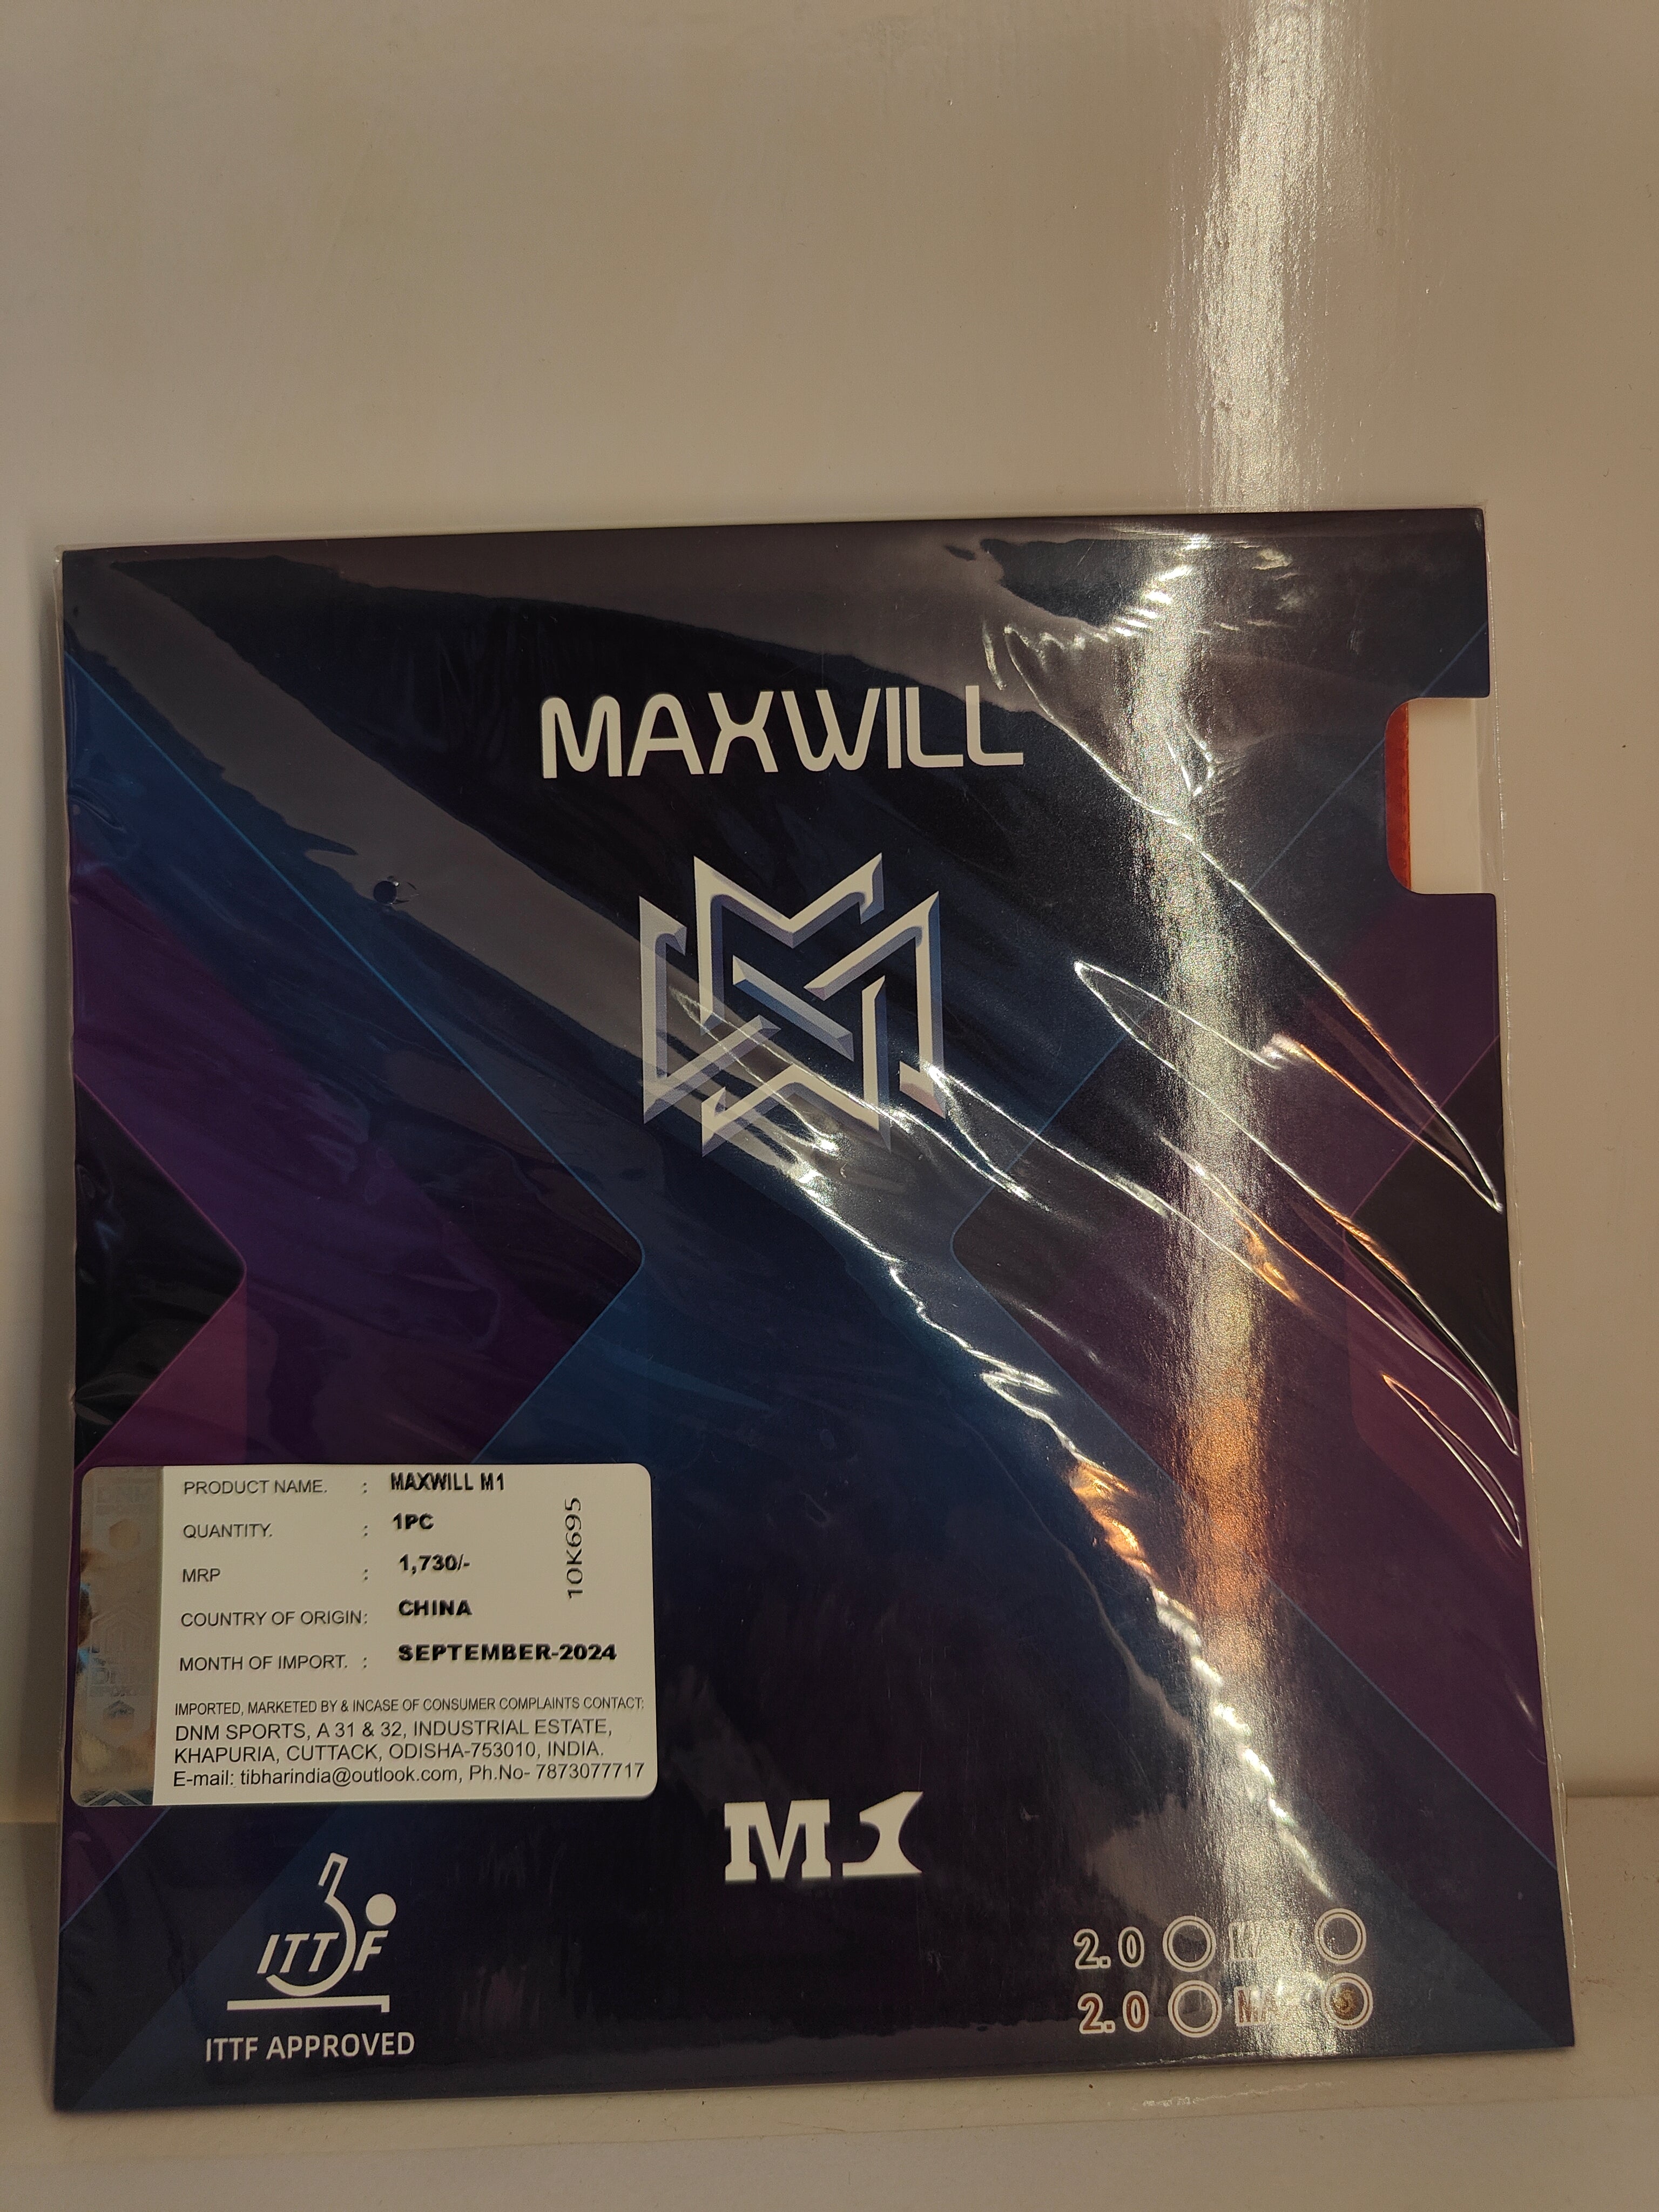 MAXWILL
PRODUCT NAME. : MAXWILL M1
QUANTITY. : 1PC
MRP : 1,730/-
COUNTRY OF ORIGIN: CHINA
MONTH OF IMPORT. : SEPTEMBER-2024
10K695
IMPORTED, MARKETED BY & INCASE OF CONSUMER COMPLAINTS CONTACT:
DNM SPORTS, A 31 & 32, INDUSTRIAL ESTATE,
KHAPURIA, CUTTACK, ODISHA-753010, INDIA.
E-mail: tibharindia@outlook.com, Ph.No- 7873077717
M1
ITTF
ITTF APPROVED
2.0
2.0